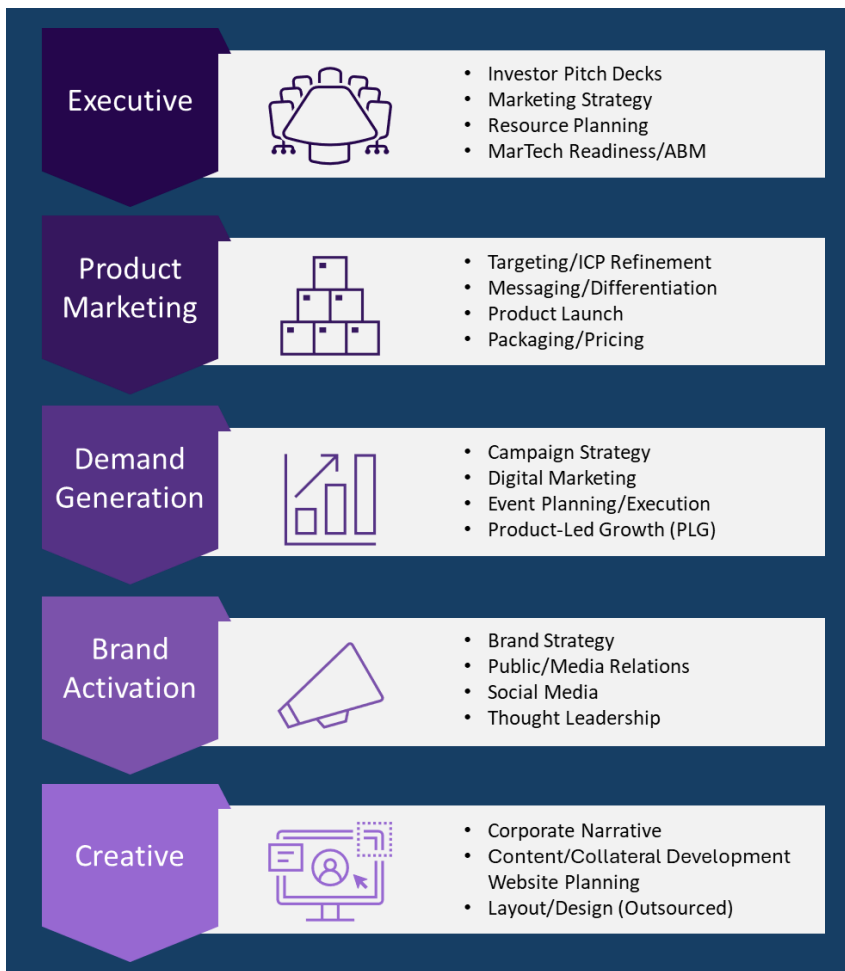 Executive
• Investor Pitch Decks
• Marketing Strategy
• Resource Planning
• MarTech Readiness/ABM
Product
Marketing
• Targeting/ICP Refinement
• Messaging/Differentiation
• Product Launch
• Packaging/Pricing
Demand
Generation
• Campaign Strategy
• Digital Marketing
• Event Planning/Execution
• Product-Led Growth (PLG)
Brand
Activation
• Brand Strategy
• Public/Media Relations
• Social Media
• Thought Leadership
Creative
• Corporate Narrative
• Content/Collateral Development
Website Planning
• Layout/Design (Outsourced)